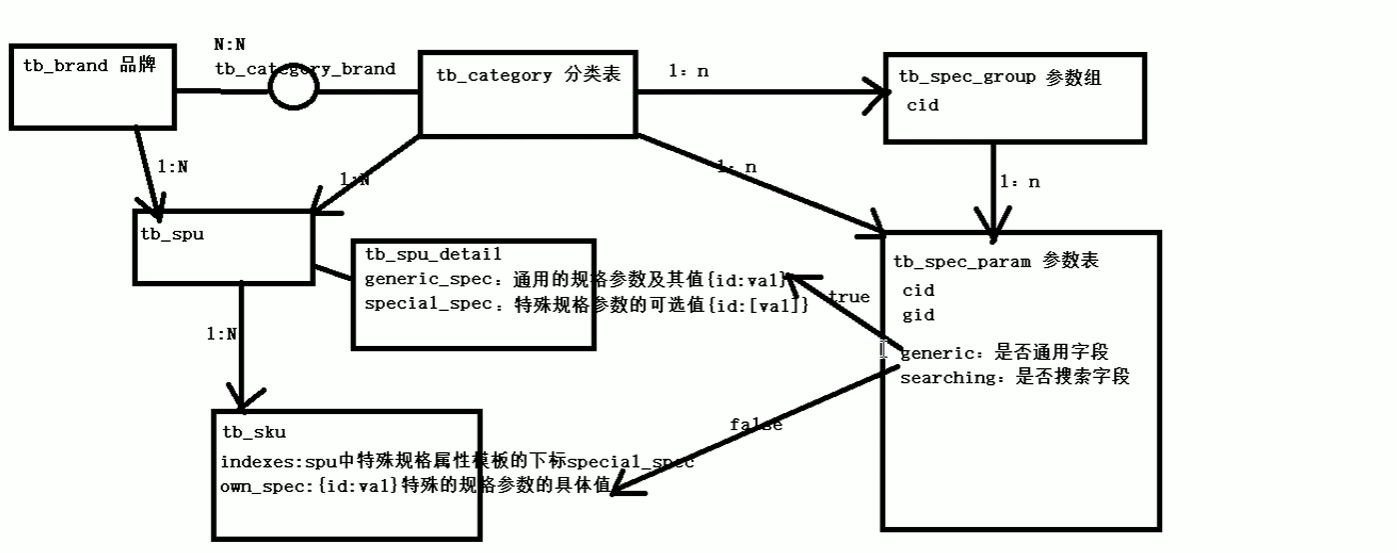 N:N
tb_brand 品牌
tb_category_brand
tb_category 分类表
1：n
tb_spec_group 参数组
cid
1:N
1:N
1：n
1：n
tb_spu
tb_spu_detail
generic_spec：通用的规格参数及其值{id:val}
special_spec：特殊规格参数的可选值{id:[val]}
true
tb_spec_param 参数表
cid
gid
generic：是否通用字段
searching：是否搜索字段
1:N
false
tb_sku
indexes:spu中特殊规格属性模板的下标special_spec
own_spec:{id:val}特殊的规格参数的具体值